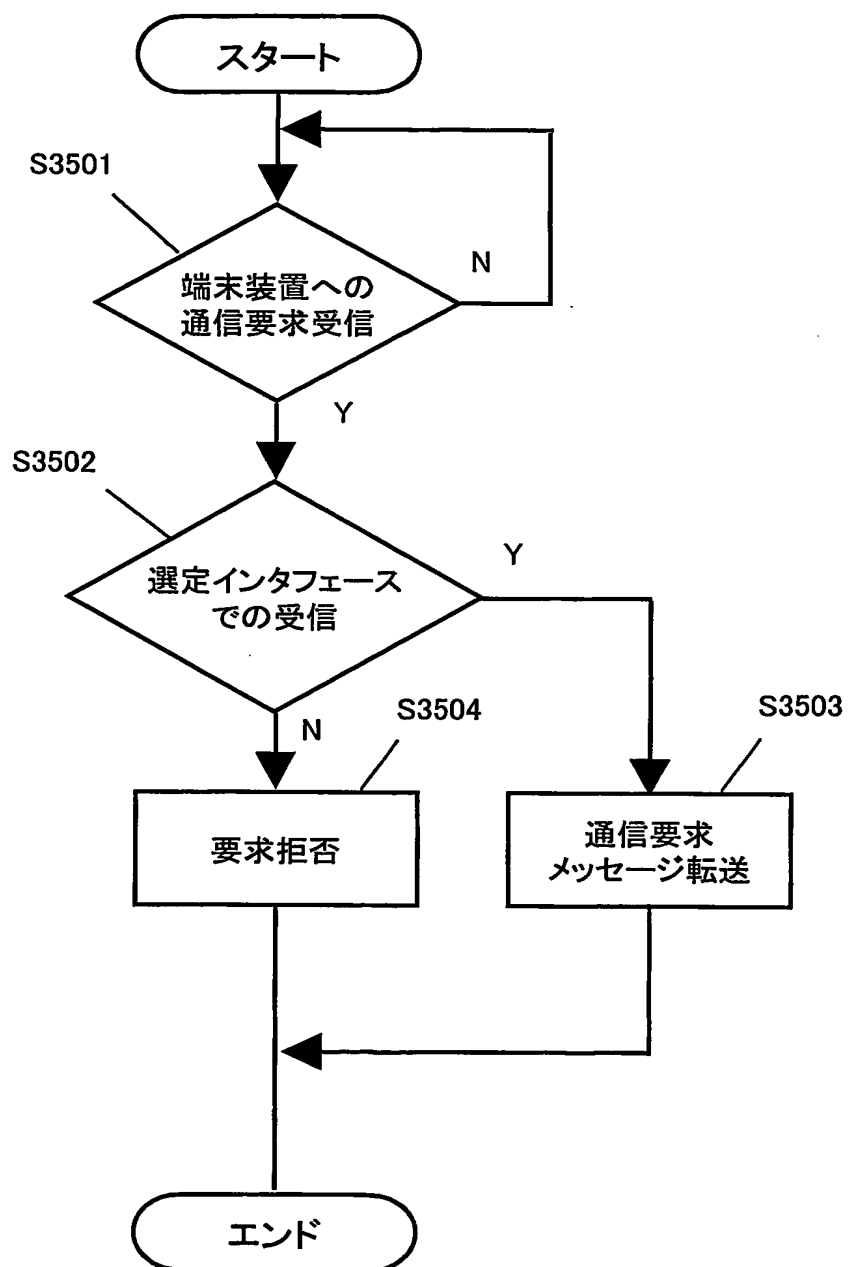 スタート
S3501
端末装置への
通信要求受信
N
Y
S3502
選定インタフェース
での受信
Y
N
S3504
要求拒否
S3503
通信要求
メッセージ転送
エンド